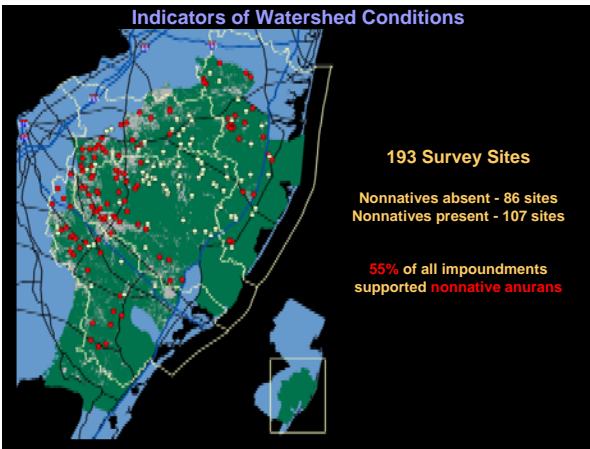 Indicators of Watershed Conditions
193 Survey Sites
Nonnatives absent - 86 sites
Nonnatives present - 107 sites
55% of all impoundments
supported nonnative anurans